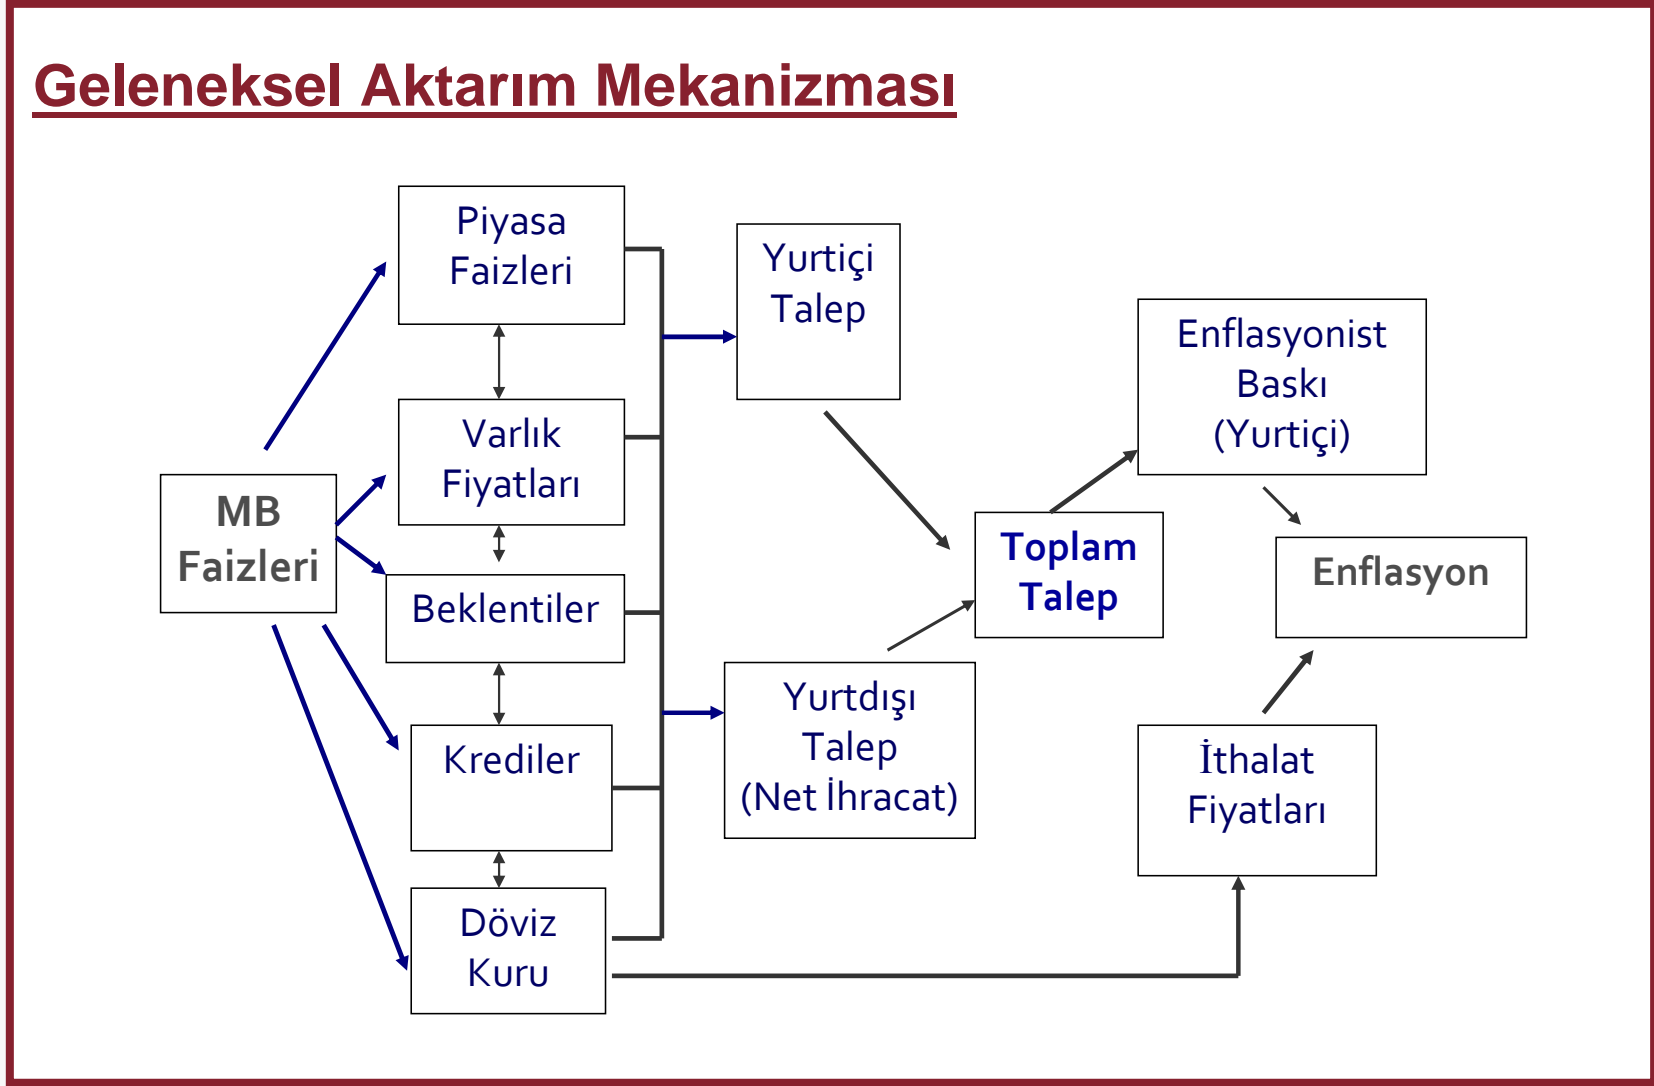 Geleneksel Aktarım Mekanizması
Piyasa
Faizleri
Yurtiçi
Talep
Enflasyonist
Baskı
(Yurtiçi)
Varlık
Fiyatları
MB
Faizleri
Toplam
Talep
Enflasyon
Beklentiler
Yurtdışı
Talep
(Net İhracat)
Krediler
İthalat
Fiyatları
Döviz
Kuru